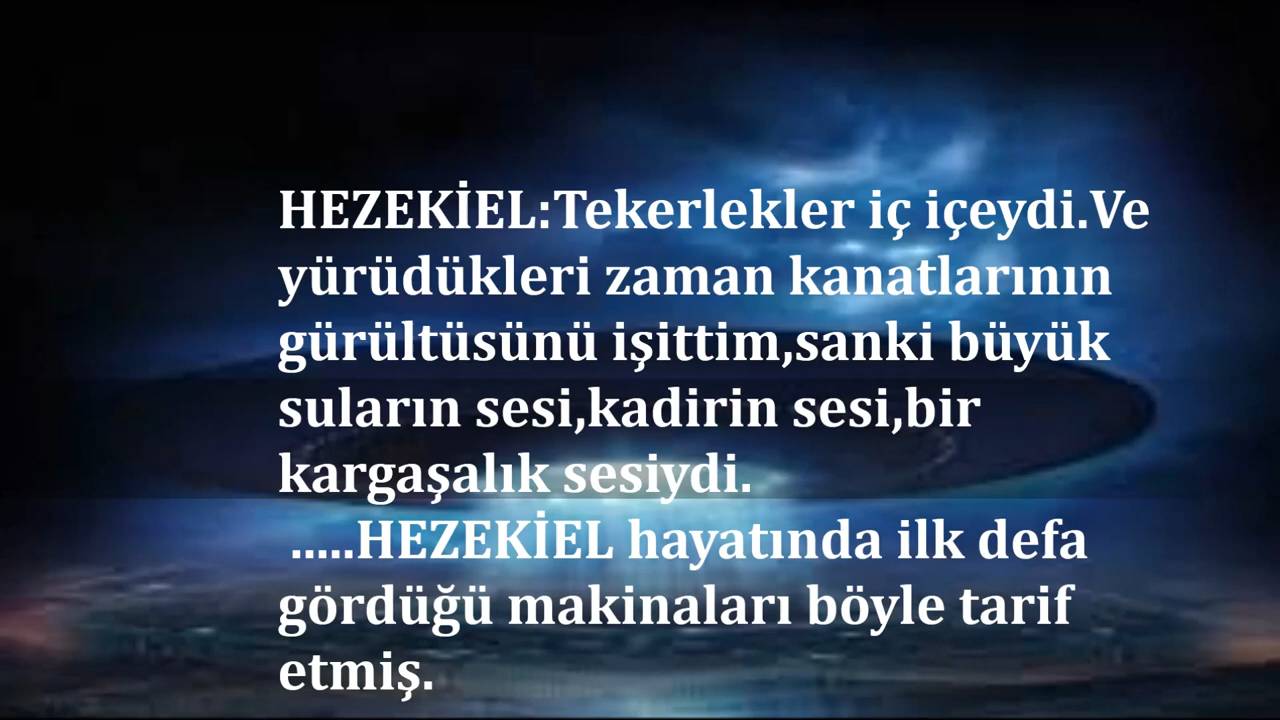 HEZEKİEL:Tekerlekler iç içeydi.Ve
yürüdükleri zaman kanatlarının
gürültüsünü işittim,sanki büyük
suların sesi,kadirin sesi,bir
kargaşalık sesiydi.
.....HEZEKİEL hayatında ilk defa
gördüğü makinaları böyle tarif
etmiş.